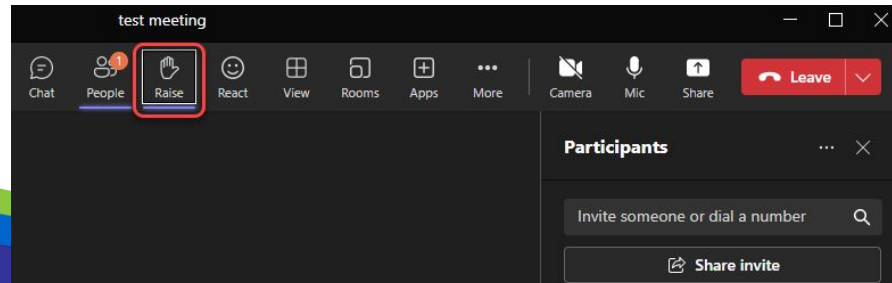 test meeting
1
Chat People Raise React View Rooms Apps More Camera Mic Share Leave
Participants
Invite someone or dial a number
Share invite